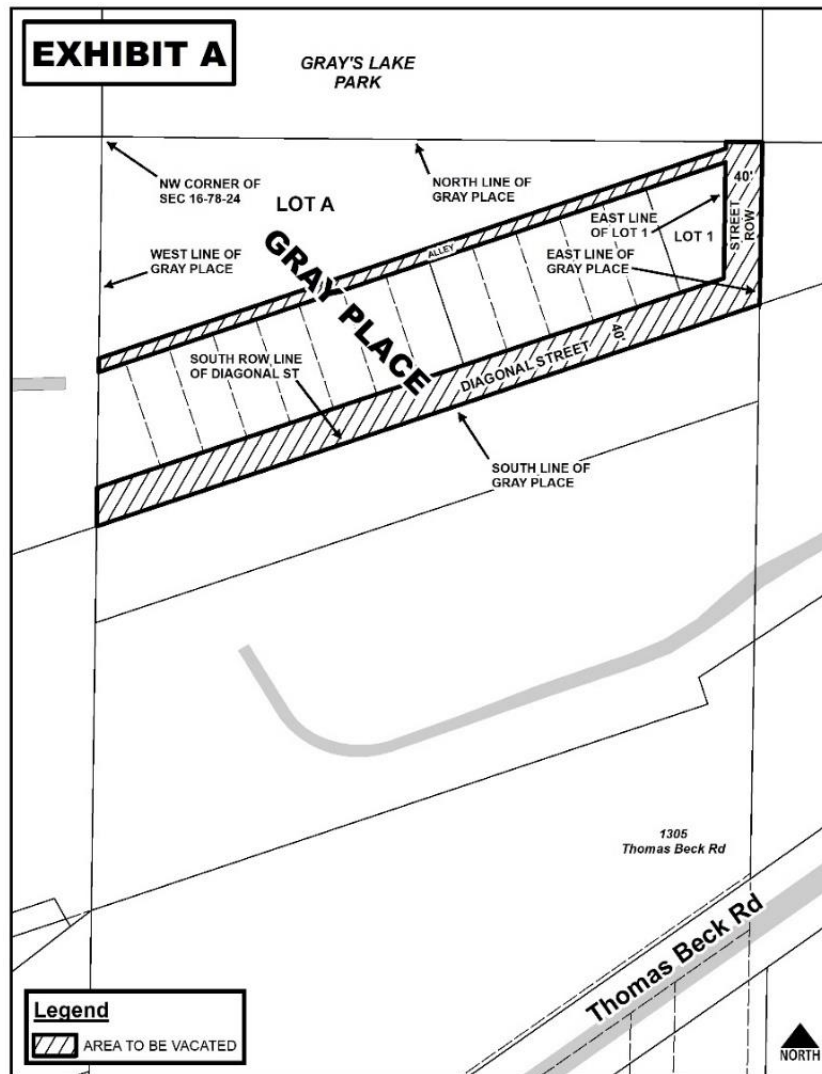 EXHIBIT A
GRAY'S LAKE
PARK
NW CORNER OF
SEC 16-78-24
LOT A
NORTH LINE OF
GRAY PLACE
40'
STREET
ROW
EAST LINE
OF LOT 1
LOT 1
WEST LINE OF
GRAY PLACE
GRAY PLACE
ALLEY
EAST LINE OF
GRAY PLACE
SOUTH ROW LINE
OF DIAGONAL ST
DIAGONAL STREET
40'
SOUTH LINE OF
GRAY PLACE
1305
Thomas Beck Rd
Thomas Beck Rd
Legend
AREA TO BE VACATED
NORTH